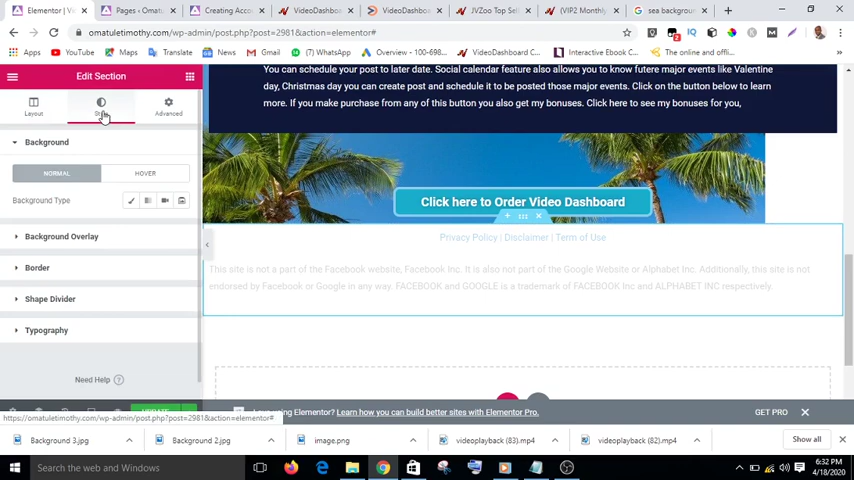 Elementor | V
Pages ‹ Omatu
Creating Acco
VideoDashboa
VideoDashboa
JVZoo Top Sel
(VIP2 Monthly
sea backgroun
omatuletimothy.com/wp-admin/post.php?post=2981&action=elementor#
Apps
YouTube
Maps
Translate
News
Gmail
(7) WhatsApp
Overview – 100-698...
VideoDashboard C...
Interactive Ecosyst...
The online and offli...
Edit Section
Layout
Style
Advanced
Background
NORMAL
HOVER
Background Type
Background Overlay
Border
Shape Divider
Typography
Need Help
UPDATE
https://omatuletimothy.com/wp-admin/post.php?post=2981&action=elementor#
You can schedule your post to later date. Social calendar feature also allows you to know futere major events like Valentine
day, Christmas day you can create post and schedule it to be posted those major events. Click on the button below to learn
more. If you make purchase from any of this button you also get my bonuses. Click here to see my bonuses for you,
Click here to Order Video Dashboard
Privacy Policy | Disclaimer | Term of Use
This site is not a part of the Facebook website, Facebook Inc. It is also not part of the Google Website or Alphabet Inc. Additionally, this site is not
endorsed by Facebook or Google in any way. FACEBOOK and GOOGLE is a trademark of FACEBOOK Inc and ALPHABET INC respectively.
using Elementor? Learn how you can build better sites with Elementor Pro.
GET PRO
Background 3.jpg
Background 2.jpg
image.png
videoplayback (83).mp4
videoplayback (82).mp4
Show all
Type here
Search the web and Windows
6:32 PM
4/18/2020